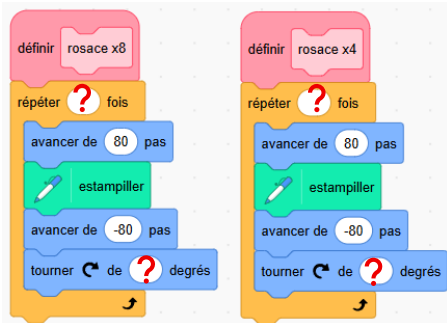 définir rosace x8
répéter ? fois
avancer de 80 pas
estampiller
avancer de -80 pas
tourner de ? degrés
définir rosace x4
répéter ? fois
avancer de 80 pas
estampiller
avancer de -80 pas
tourner de ? degrés